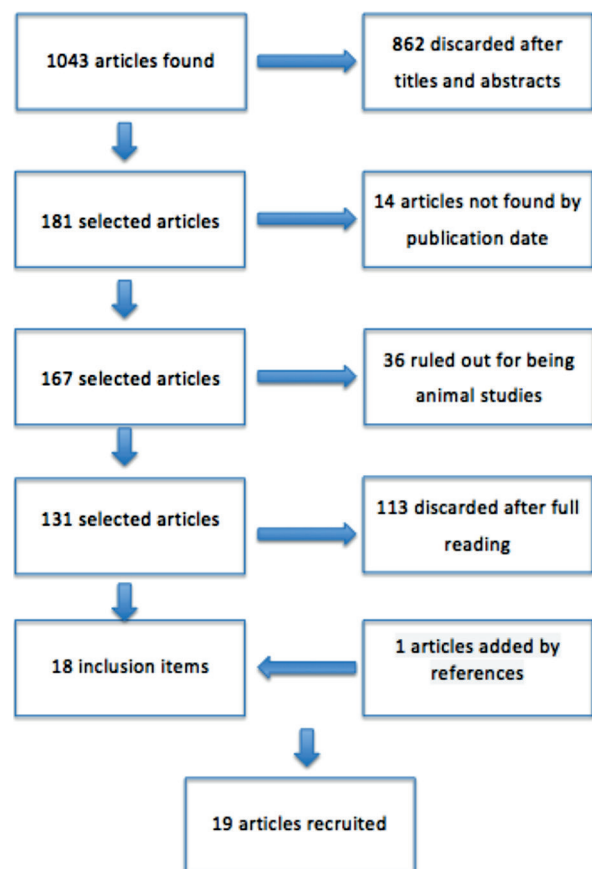 1043 articles found
862 discarded after
titles and abstracts
181 selected articles
14 articles not found by
publication date
167 selected articles
36 ruled out for being
animal studies
131 selected articles
113 discarded after full
reading
18 inclusion items
1 articles added by
references
19 articles recruited